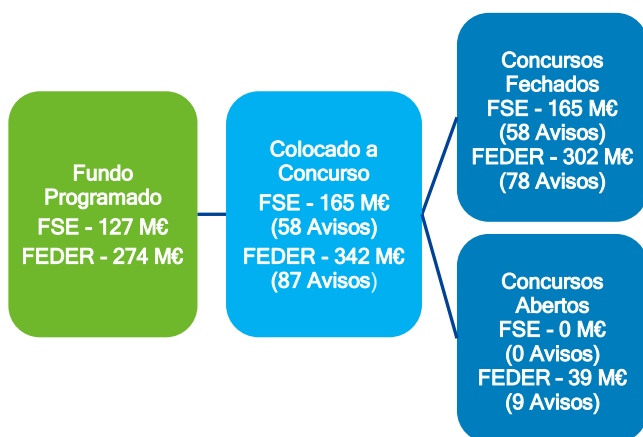 Fundo
Programado
FSE - 127 M€
FEDER - 274 M€
Colocado a
Concurso
FSE - 165 M€
(58 Avisos)
FEDER - 342 M€
(87 Avisos)
Concursos
Fechados
FSE - 165 M€
(58 Avisos)
FEDER - 302 M€
(78 Avisos)
Concursos
Abertos
FSE - 0 M€
(0 Avisos)
FEDER - 39 M€
(9 Avisos)